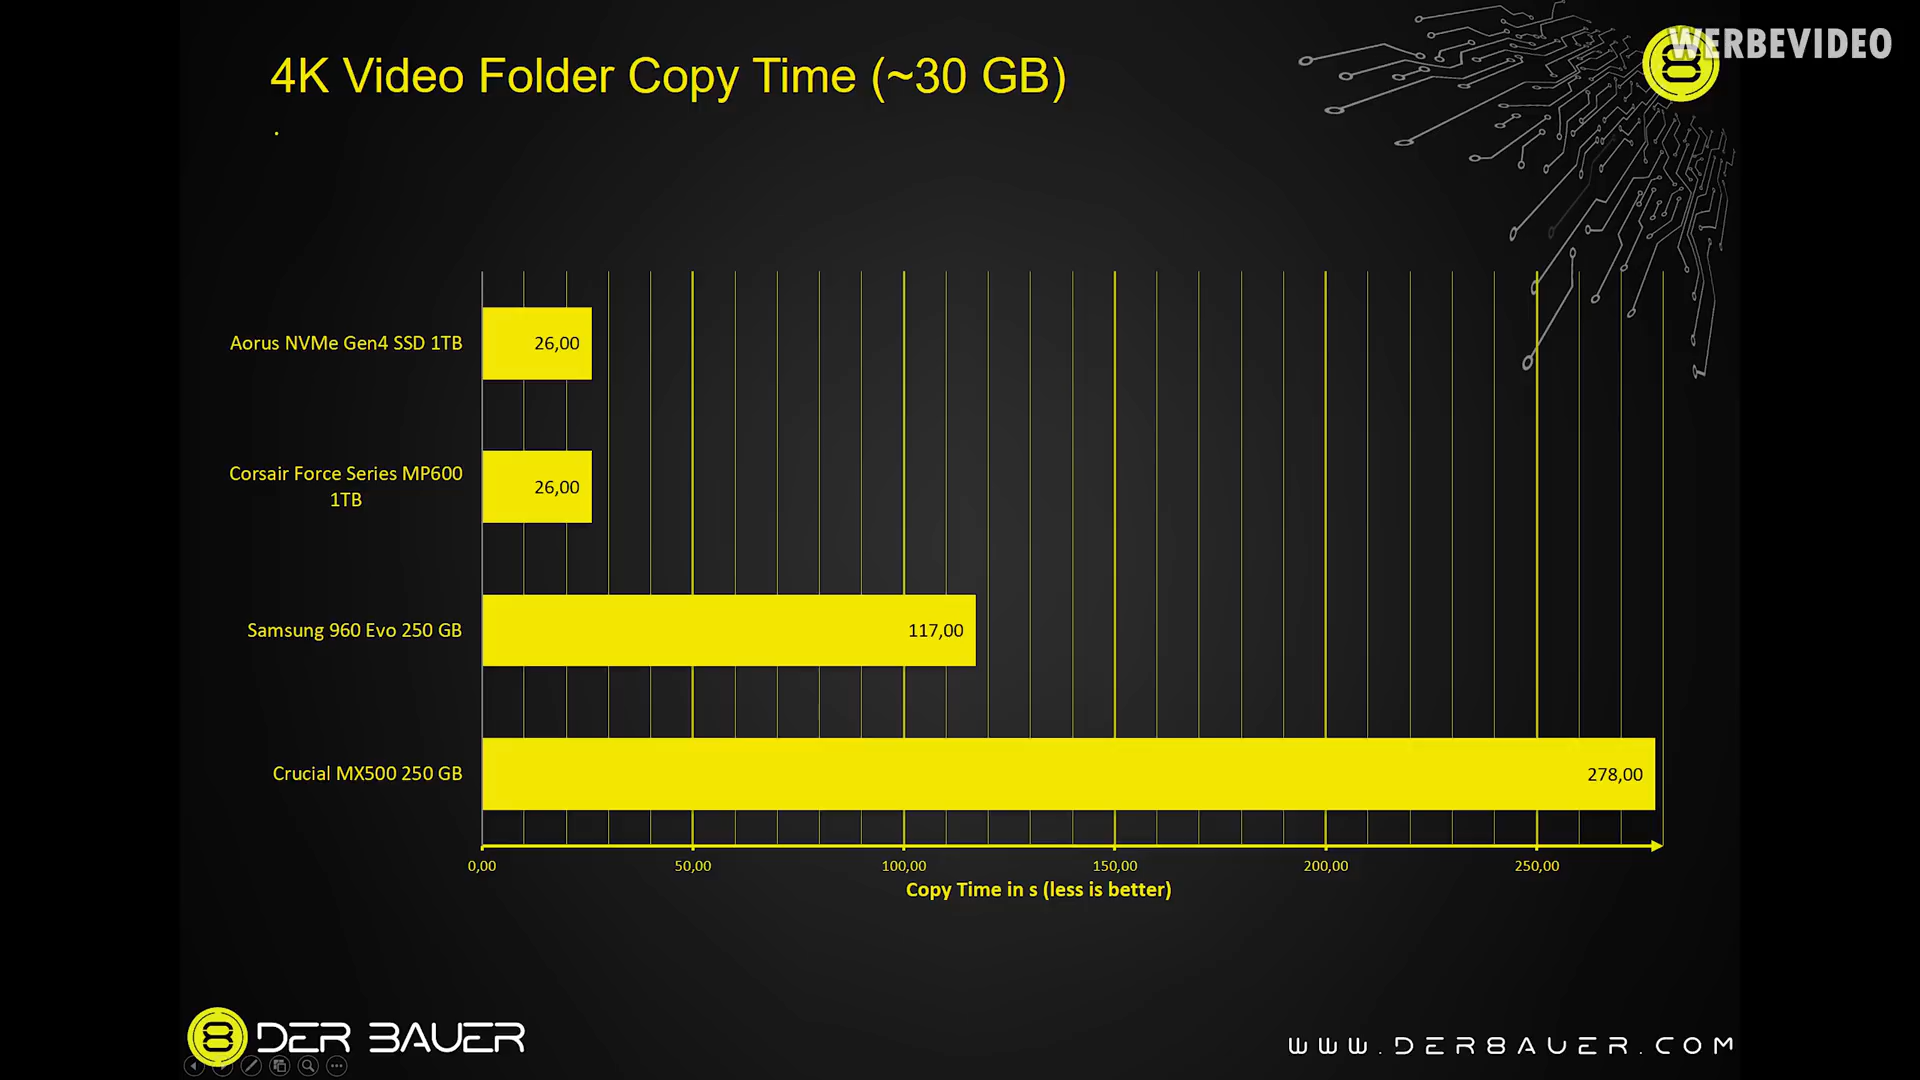 WERBEVIDEO
4K Video Folder Copy Time (~30 GB)
.
Aorus NVMe Gen4 SSD 1TB
26,00
Corsair Force Series MP600
1TB
26,00
Samsung 960 Evo 250 GB
117,00
Crucial MX500 250 GB
278,00
0,00 50,00 100,00 150,00 200,00 250,00
Copy Time in s (less is better)
DER 8AUER
WWW.DER8AUER.COM